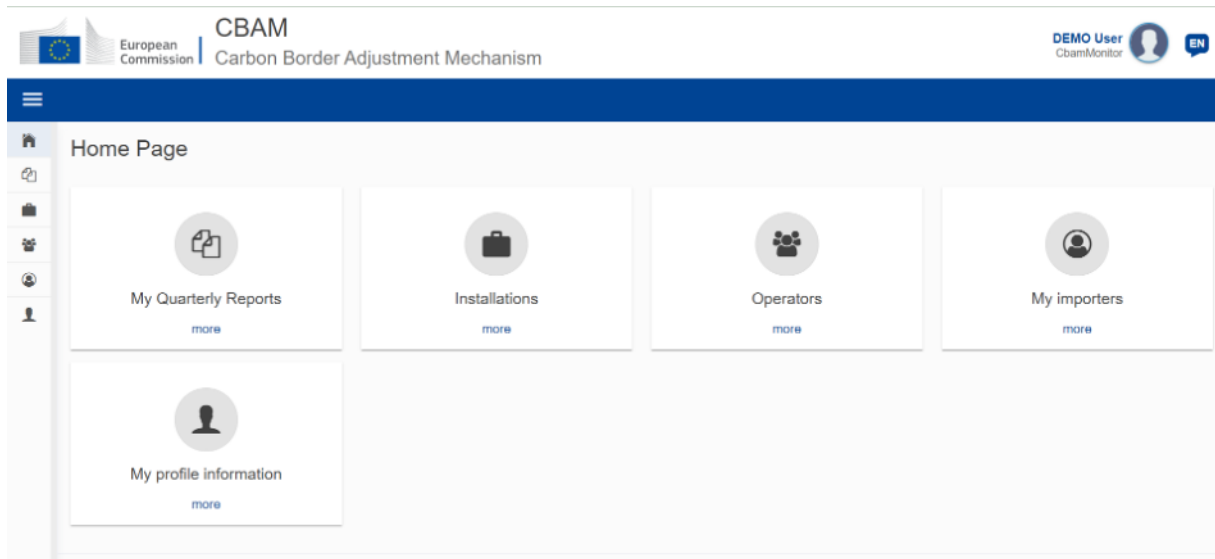 European
Commission
CBAM
Carbon Border Adjustment Mechanism
DEMO User
CbamMonitor
EN
Home Page
My Quarterly Reports
more
Installations
more
Operators
more
My importers
more
My profile information
more